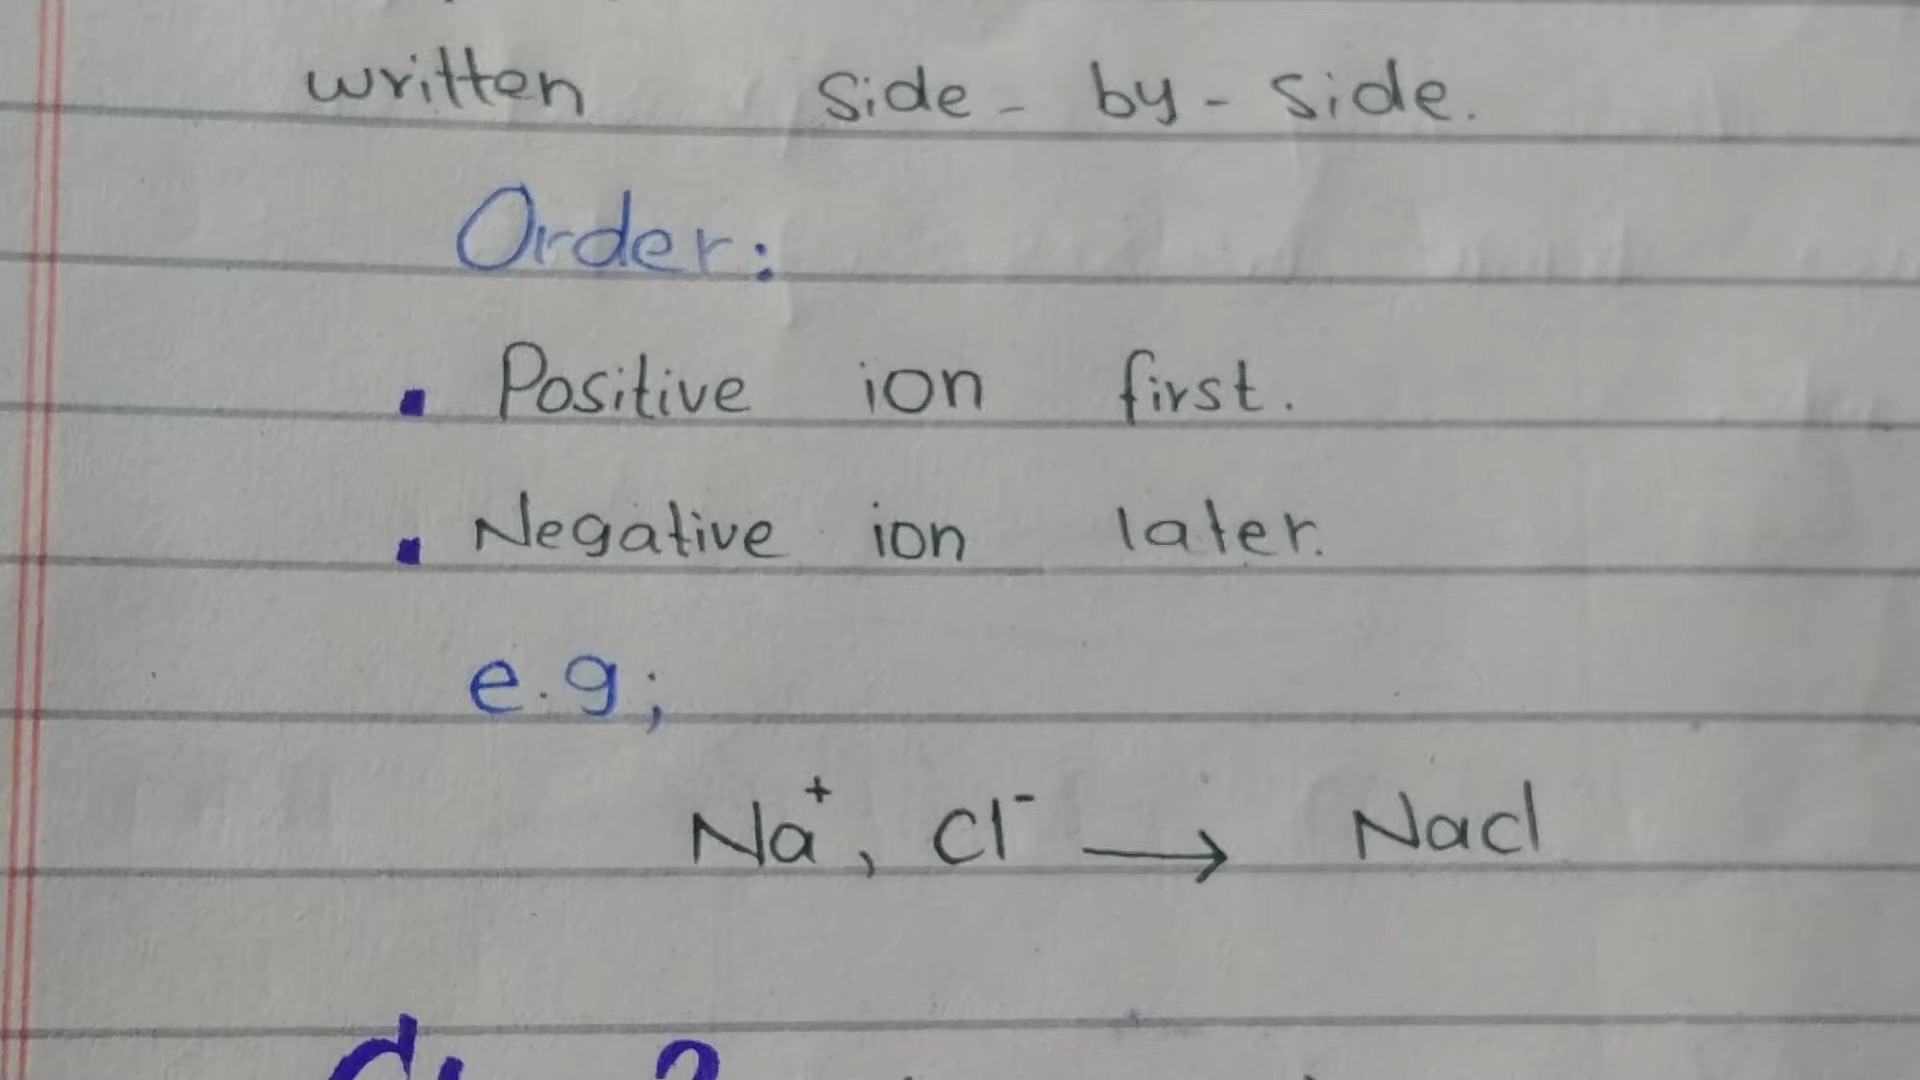 written side-by-side.
Order:
▪ Positive ion first.
▪ Negative ion later.
e.g;
Na⁺, Cl⁻ → Nacl